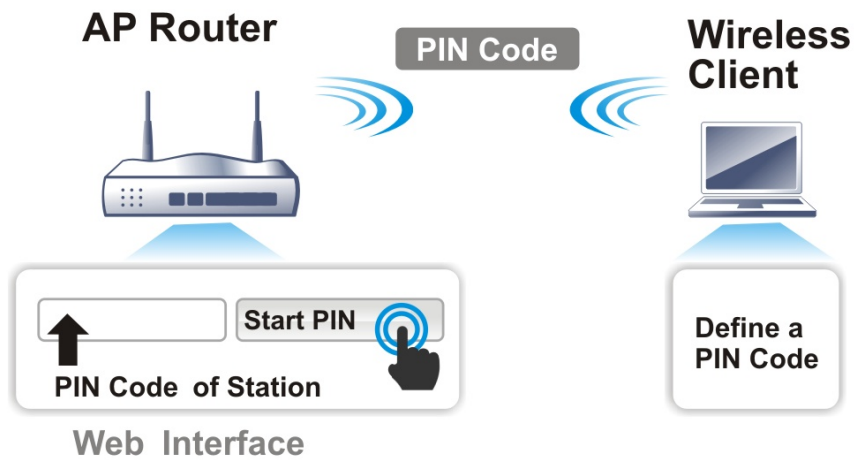 AP Router
PIN Code
Wireless
Client
Start PIN
PIN Code of Station
Define a
PIN Code
Web Interface